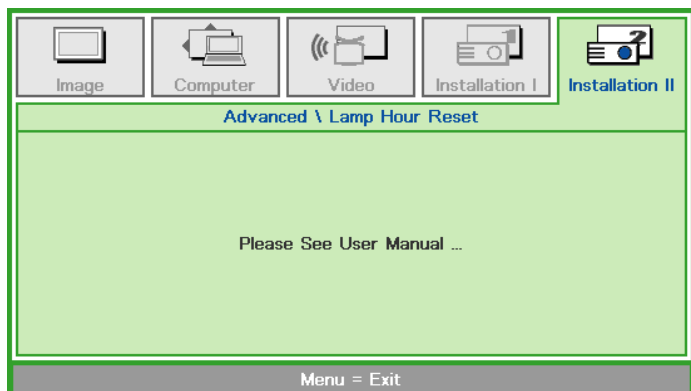 Image Computer Video Installation I Installation II
Advanced \ Lamp Hour Reset
Please See User Manual ...
Menu = Exit